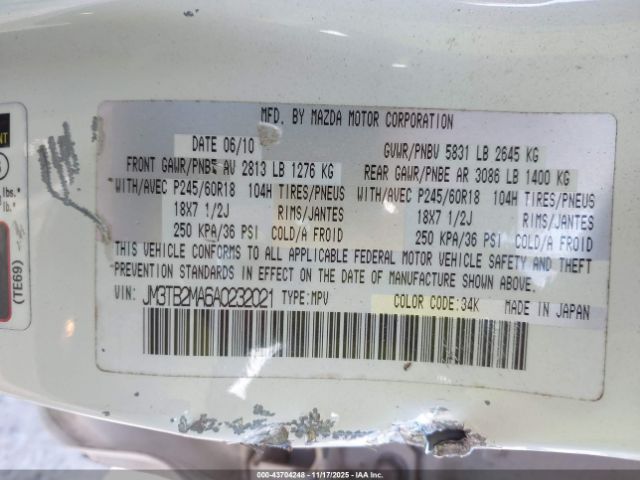 MFD. BY MAZDA MOTOR CORPORATION
DATE 06/10 GVWR/PNBV 5831 LB 2645 KG
FRONT GAWR/PNBE AV 2813 LB 1276 KG REAR GAWR/PNBE AR 3086 LB 1400 KG
WITH/AVEC P245/60R18 104H TIRES/PNEUS WITH/AVEC P245/60R18 104H TIRES/PNEUS
18X7 1/2J RIMS/JANTES 18X7 1/2J RIMS/JANTES
250 KPA/36 PSI COLD/A FROID 250 KPA/36 PSI COLD/A FROID
THIS VEHICLE CONFORMS TO ALL APPLICABLE FEDERAL MOTOR VEHICLE SAFETY AND THEFT
PREVENTION STANDARDS IN EFFECT ON THE DATE OF MANUFACTURE SHOWN ABOVE.
VIN: JM3TB2MA6A0232021 TYPE:MPV COLOR CODE:34K MADE IN JAPAN
lbs.
lb.
(TE69)
000-43704248 - 11/17/2025 - IAA Inc.